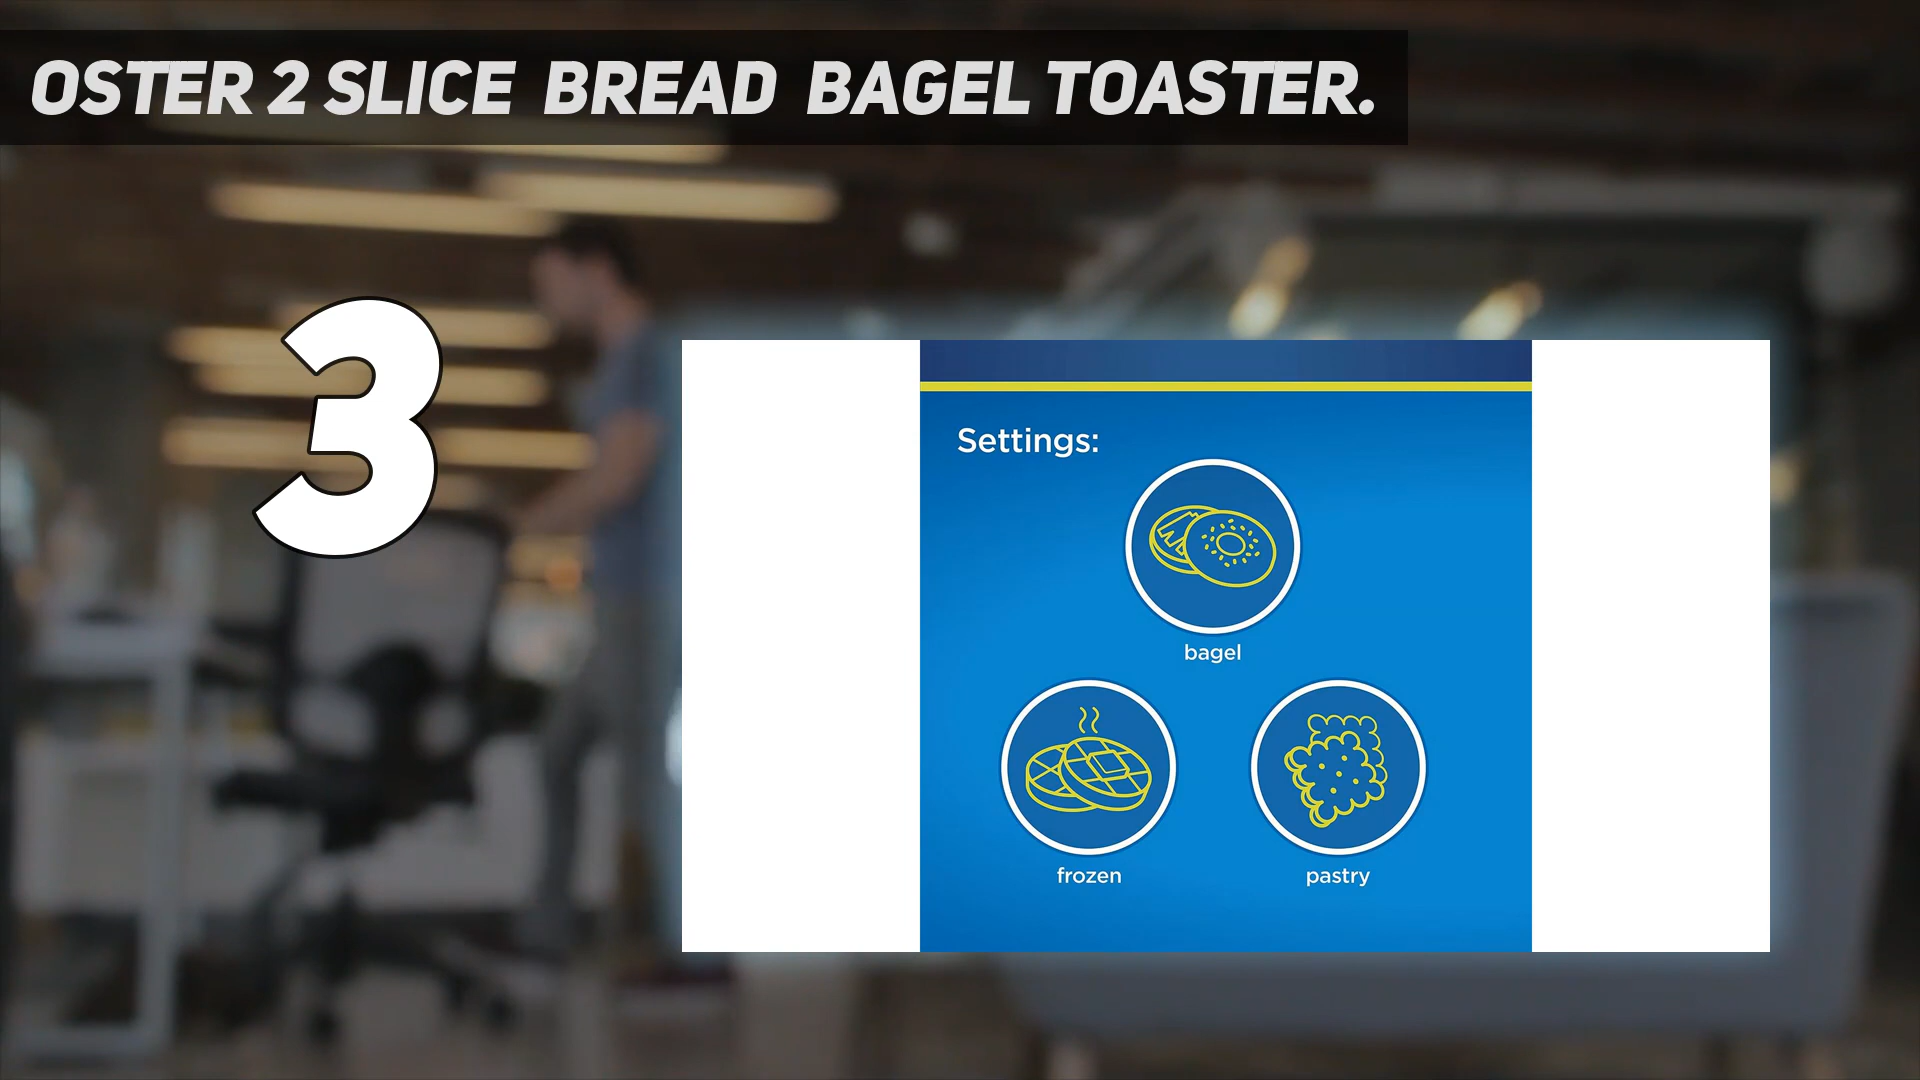 OSTER 2 SLICE BREAD BAGEL TOASTER.
3
Settings:
bagel
frozen
pastry